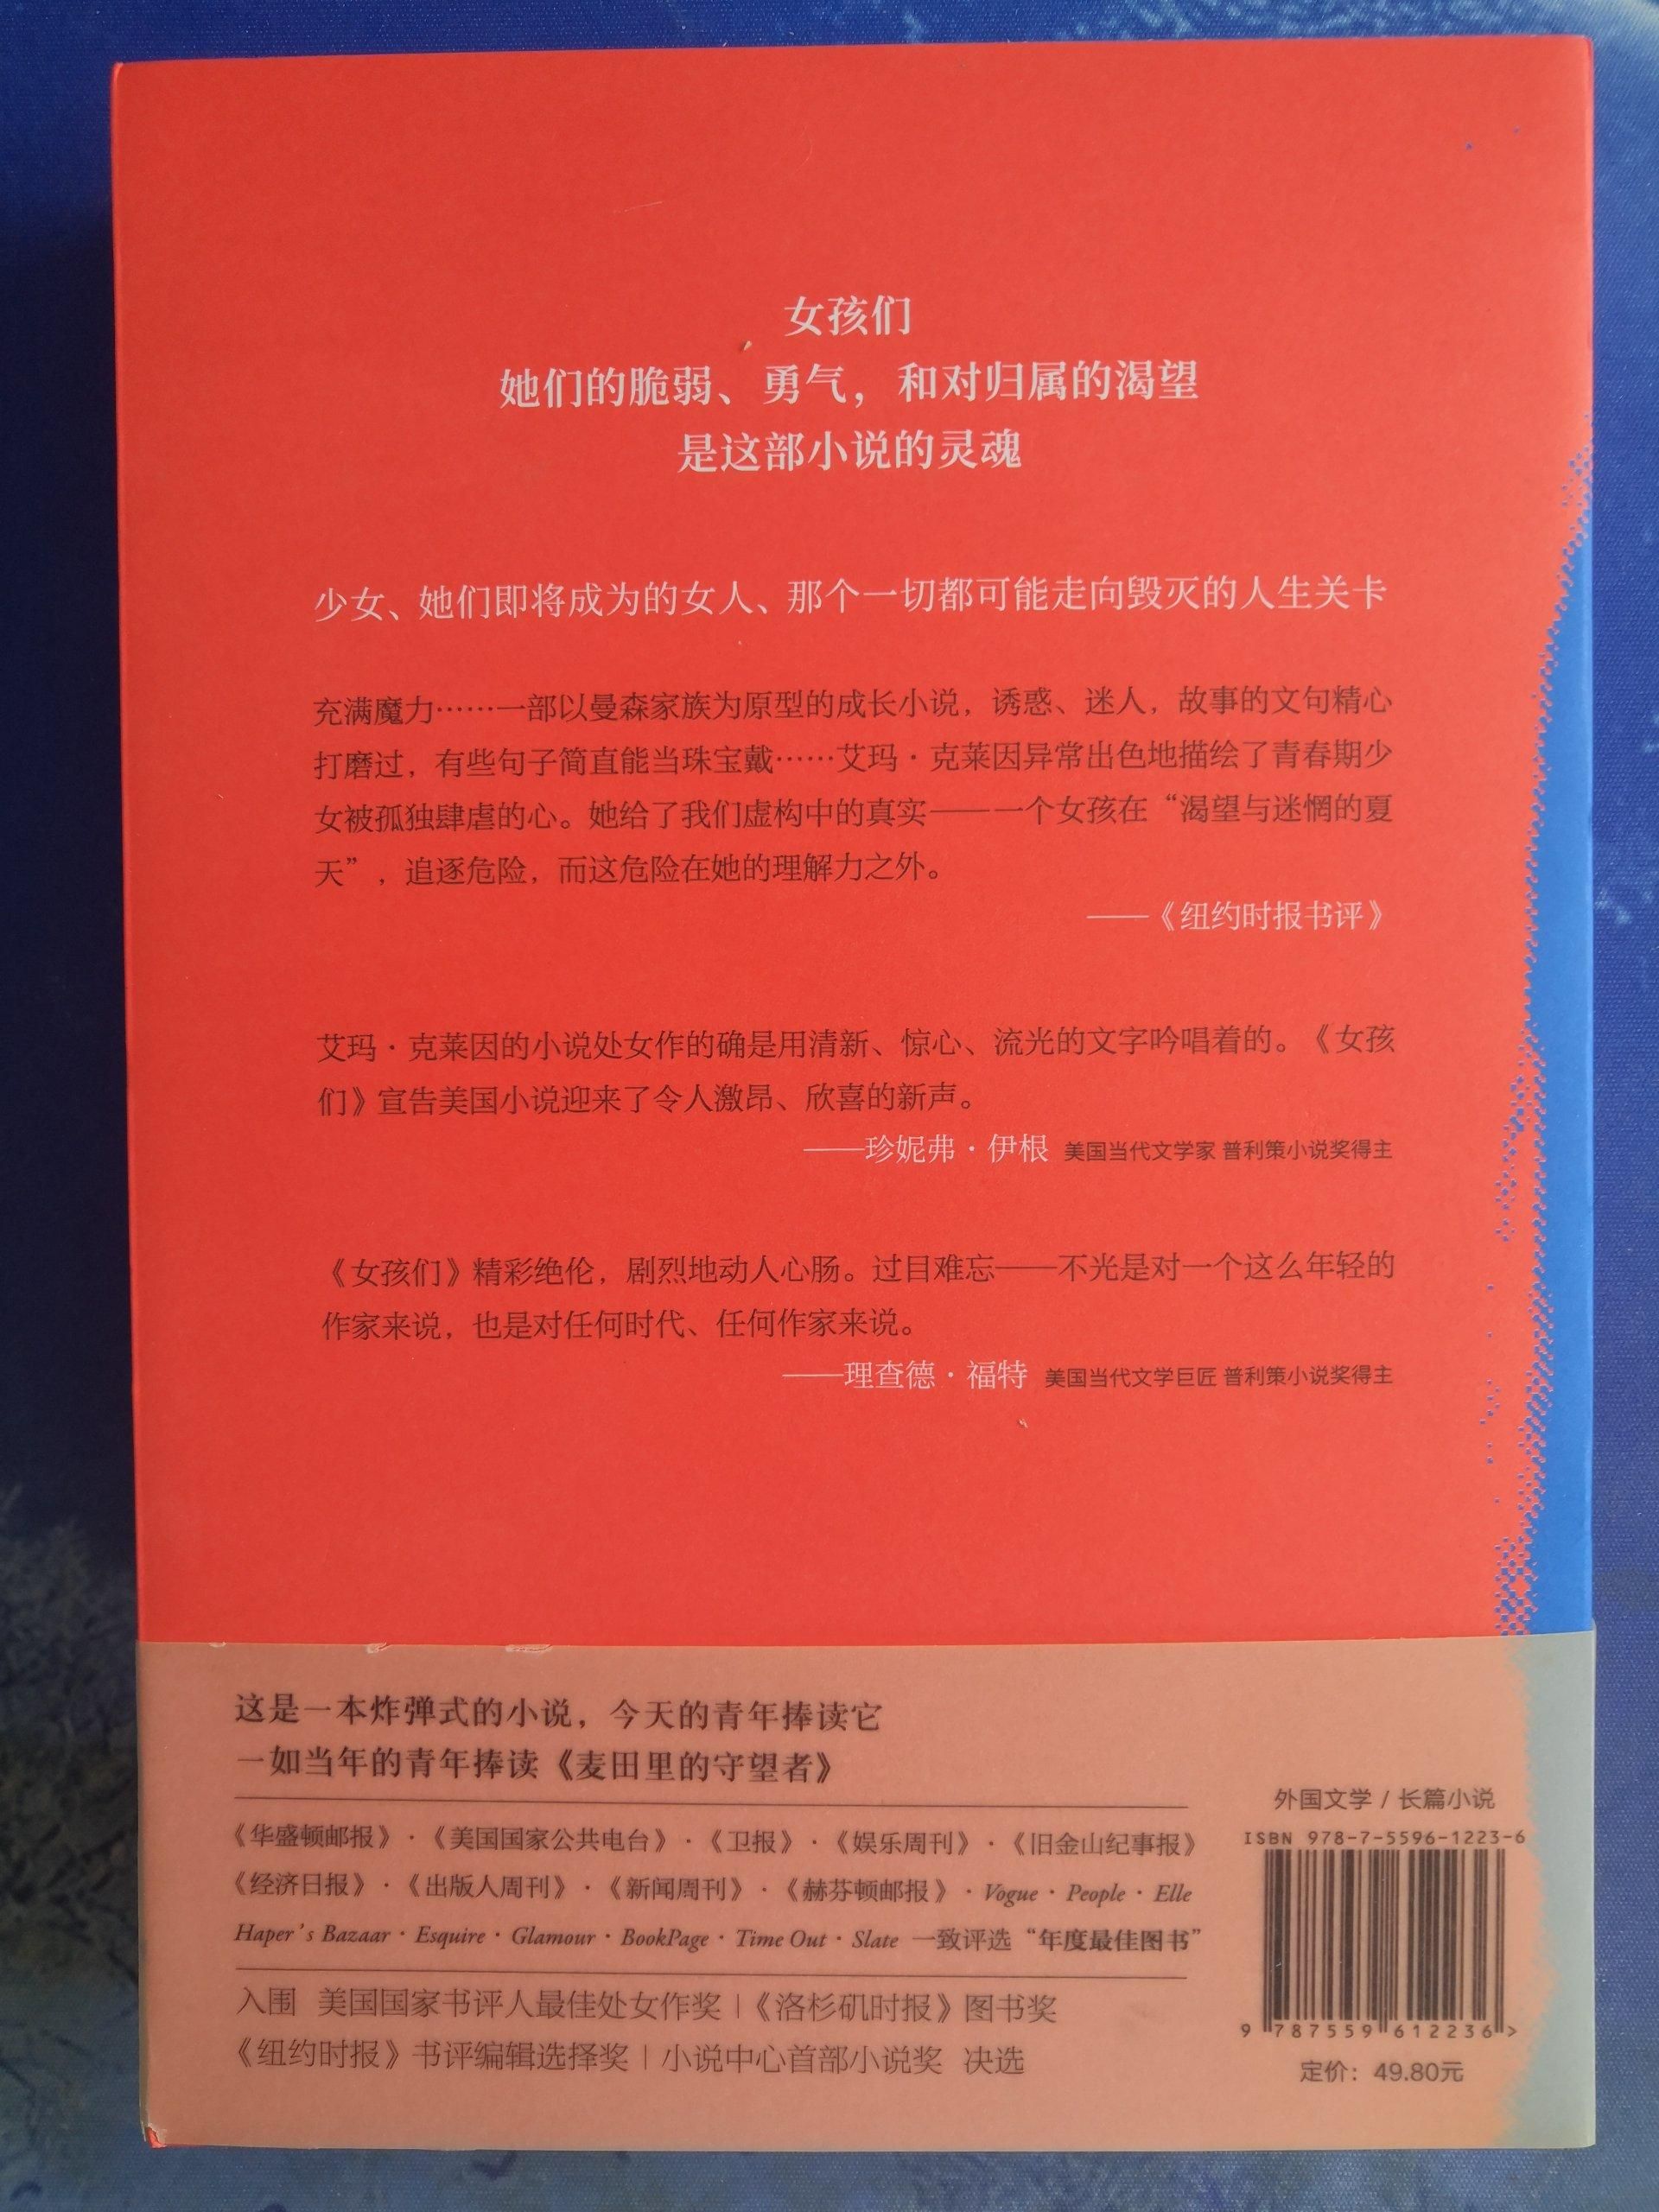 女孩们
她们的脆弱、勇气，和对归属的渴望
是这部小说的灵魂
少女、她们即将成为的女人、那个一切都可能走向毁灭的人生关卡
充满魔力……一部以曼森家族为原型的成长小说，诱惑、迷人，故事的文句精心
打磨过，有些句子简直能当珠宝戴……艾玛·克莱因异常出色地描绘了青春期少
女被孤独肆虐的心。她给了我们虚构中的真实——一个女孩在“渴望与迷惘的夏
天”，追逐危险，而这危险在她的理解力之外。
——《纽约时报书评》
艾玛·克莱因的小说处女作的确是用清新、惊心、流光的文字吟唱着的。《女孩
们》宣告美国小说迎来了令人激昂、欣喜的新声。
——珍妮弗·伊根 美国当代文学家 普利策小说奖得主
《女孩们》精彩绝伦，剧烈地动人心肠。过目难忘——不光是对一个这么年轻的
作家来说，也是对任何时代、任何作家来说。
——理查德·福特 美国当代文学巨匠 普利策小说奖得主
这是一本炸弹式的小说，今天的青年捧读它
一如当年的青年捧读《麦田里的守望者》
《华盛顿邮报》·《美国国家公共电台》·《卫报》·《娱乐周刊》·《旧金山纪事报》
《经济日报》·《出版人周刊》·《新闻周刊》·《赫芬顿邮报》· Vogue · People · Elle
Haper's Bazaar · Esquire · Glamour · BookPage · Time Out · Slate 一致评选“年度最佳图书”
入围 美国国家书评人最佳处女作奖 |《洛杉矶时报》图书奖
《纽约时报》书评编辑选择奖 | 小说中心首部小说奖 决选
外国文学 / 长篇小说
ISBN 978-7-5596-1223-6
9 787559 612236 >
定价：49.80元